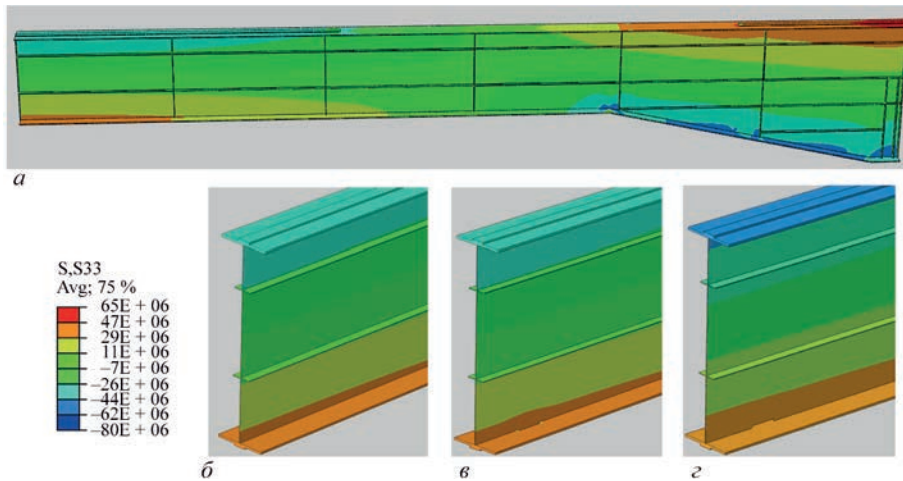 а
S,S33
Avg; 75 %
65E + 06
47E + 06
29E + 06
11E + 06
–7E + 06
–26E + 06
–44E + 06
–62E + 06
–80E + 06
б
в
г